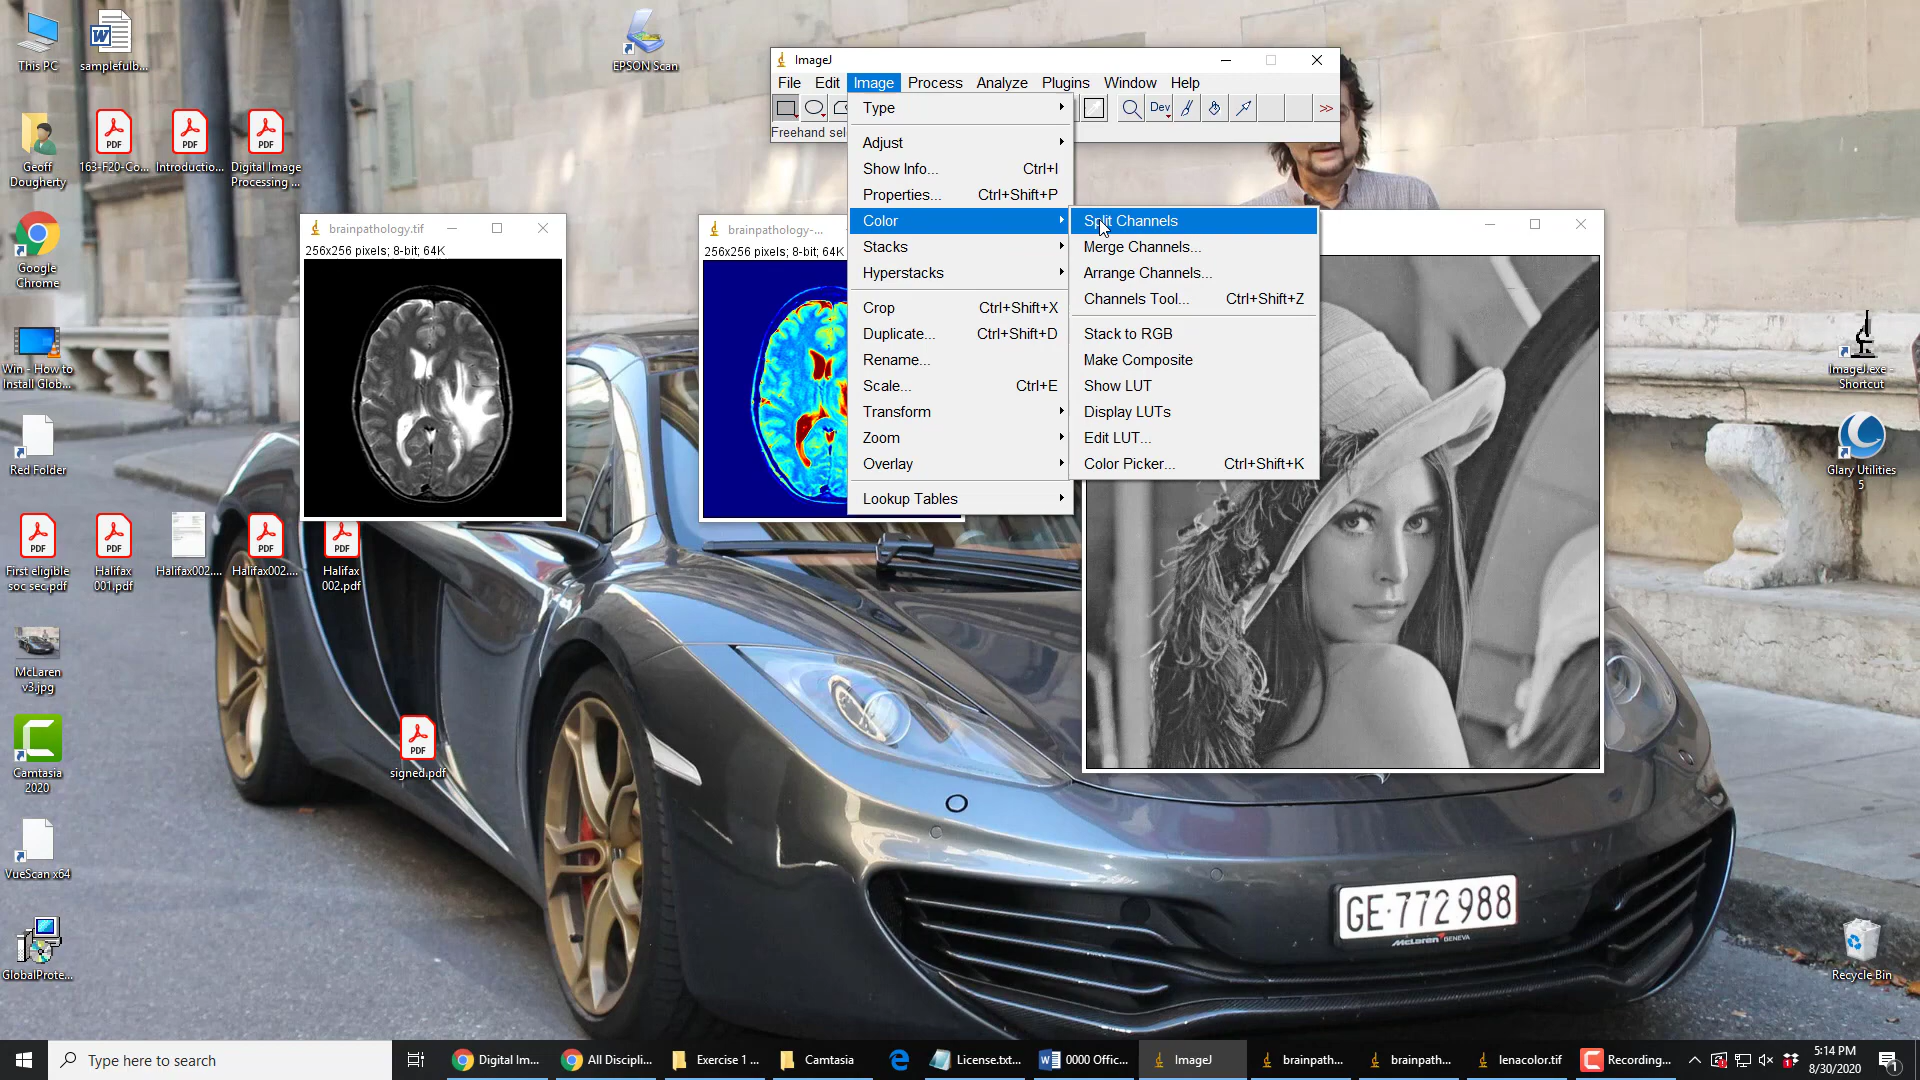 This PC
samplefulb...
EPSON Scan
Geoff
Dougherty
163-F20-Co...
Introductio...
Digital Image
Processing ...
Google
Chrome
Win - How to
Install Glob...
Red Folder
First eligible
soc sec.pdf
Halifax
001.pdf
Halifax002....
Halifax002....
Halifax
002.pdf
McLaren
v3.jpg
signed.pdf
Camtasia
2020
VueScan x64
GlobalProte...
ImageJ
File Edit Image Process Analyze Plugins Window Help
Dev
>>
Freehand sel
Type
Adjust
Show Info... Ctrl+I
Properties... Ctrl+Shift+P
Color
Stacks
Hyperstacks
Crop Ctrl+Shift+X
Duplicate... Ctrl+Shift+D
Rename...
Scale... Ctrl+E
Transform
Zoom
Overlay
Lookup Tables
Split Channels
Merge Channels...
Arrange Channels...
Channels Tool... Ctrl+Shift+Z
Stack to RGB
Make Composite
Show LUT
Display LUTs
Edit LUT...
Color Picker... Ctrl+Shift+K
brainpathology.tif
256x256 pixels; 8-bit; 64K
brainpathology-...
256x256 pixels; 8-bit; 64K
ImageJ.exe -
Shortcut
Glary Utilities
5
Recycle Bin
GE·772988
McLaren GENEVA
Type here to search
Digital Im...
All Discipli...
Exercise 1 ...
Camtasia
License.txt...
0000 Offic...
ImageJ
brainpath...
brainpath...
lenacolor.tif
Recording...
5:14 PM
8/30/2020
1